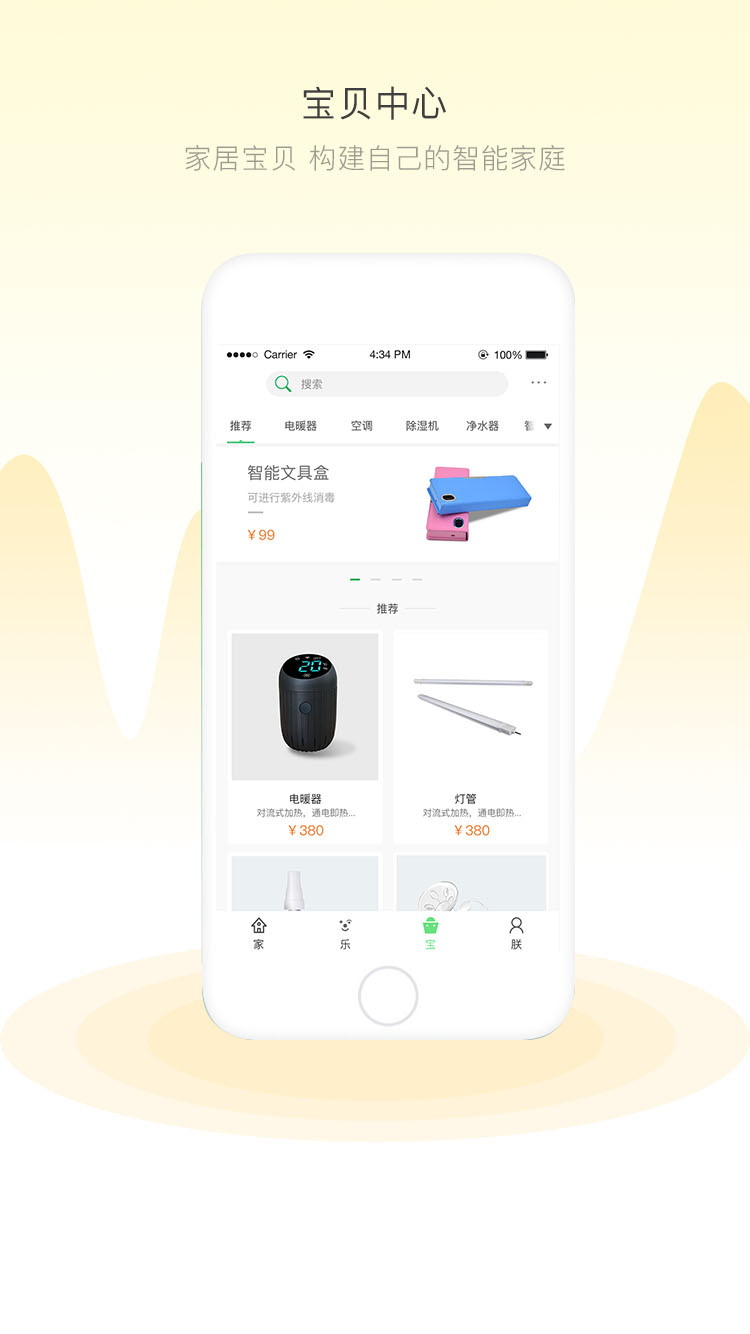 宝贝中心
家居宝贝 构建自己的智能家庭
Carrier 4:34 PM 100%
搜索
推荐 电暖器 空调 除湿机 净水器
智能文具盒
可进行紫外线消毒
¥99
推荐
20
电暖器 灯管
对流式加热，通电即热... 对流式加热，通电即热...
¥380 ¥380
家 乐 宝 朕